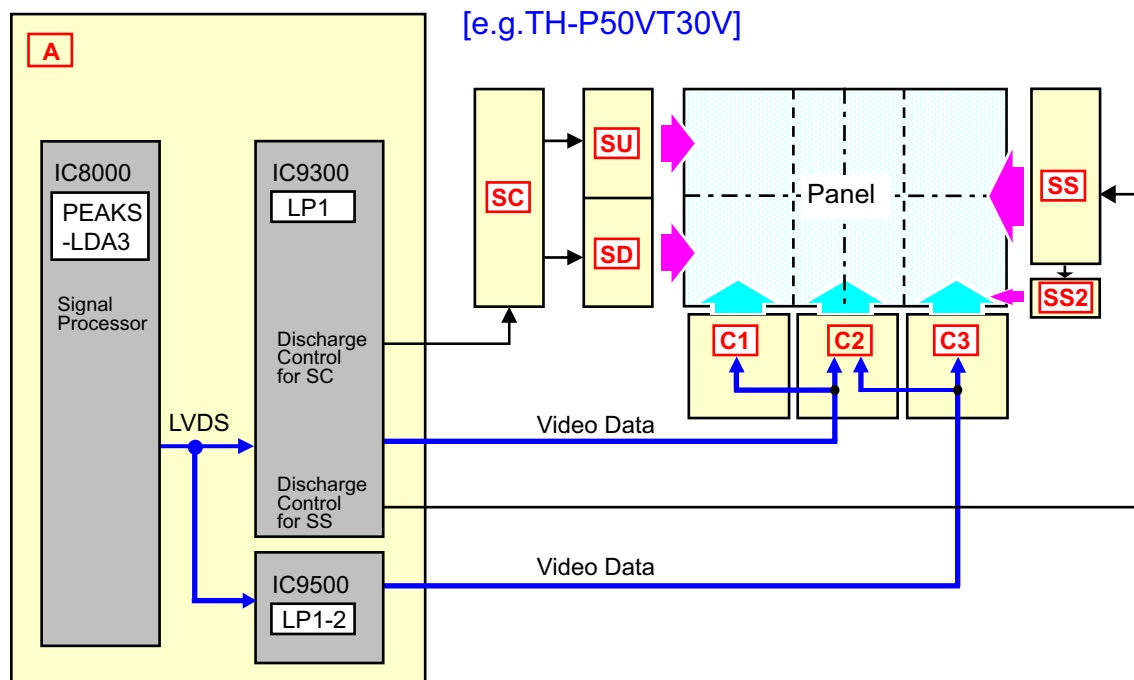 [e.g.TH-P50VT30V]
A
IC8000
PEAKS
-LDA3
Signal
Processor
LVDS
IC9300
LP1
Discharge
Control
for SC
Discharge
Control
for SS
IC9500
LP1-2
SC
SU
SD
Panel
SS
SS2
C1
C2
C3
Video Data
Video Data